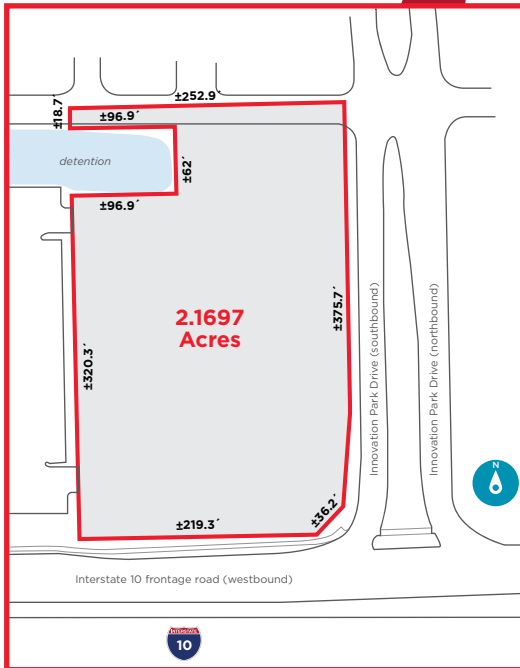 ±252.9´
±18.7´
±96.9´
detention
±62´
±96.9´
2.1697
Acres
±375.7´
±320.3´
Innovation Park Drive (southbound)
Innovation Park Drive (northbound)
N
±36.2´
±219.3´
Interstate 10 frontage road (westbound)
INTERSTATE
10